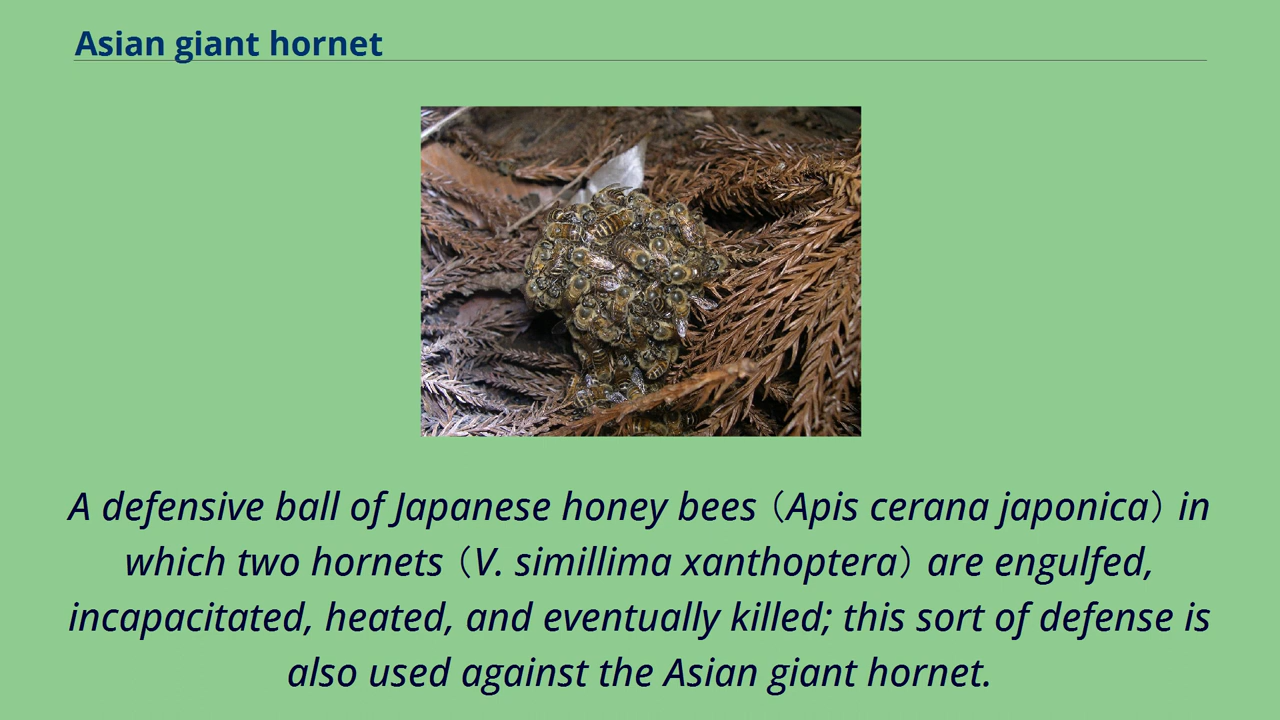 Asian giant hornet
A defensive ball of Japanese honey bees（Apis cerana japonica）in
which two hornets（V. simillima xanthoptera）are engulfed,
incapacitated, heated, and eventually killed; this sort of defense is
also used against the Asian giant hornet.